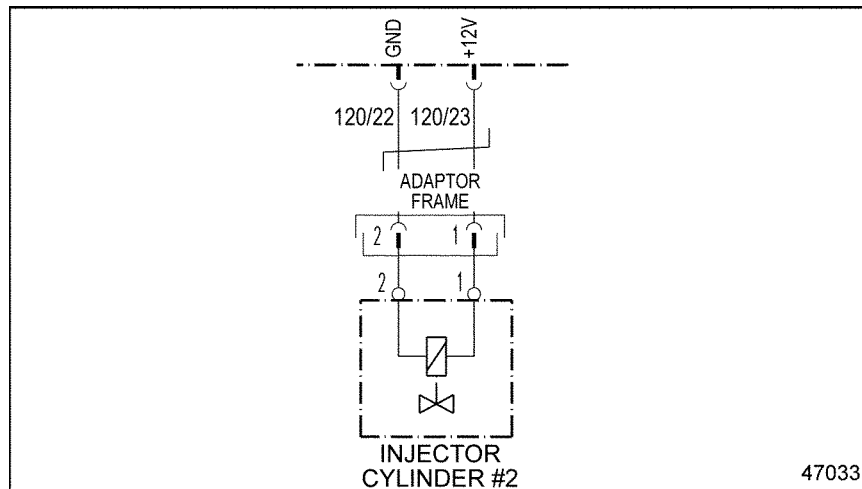 GND +12V
120/22 120/23
ADAPTOR
FRAME
2 1
2 1
INJECTOR
CYLINDER #2
47033